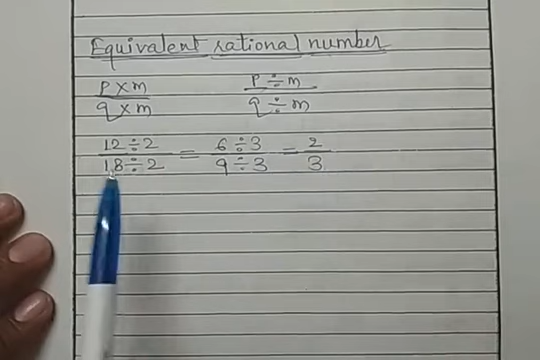 Equivalent rational number
p×m/q×m p÷m/q÷m
12÷2/18÷2 = 6÷3/9÷3 = 2/3